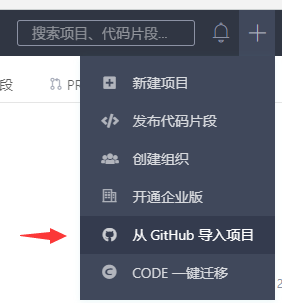 搜索项目、代码片段...
段
PR
新建项目
发布代码片段
创建组织
开通企业版
从 GitHub 导入项目
CODE 一键迁移
2